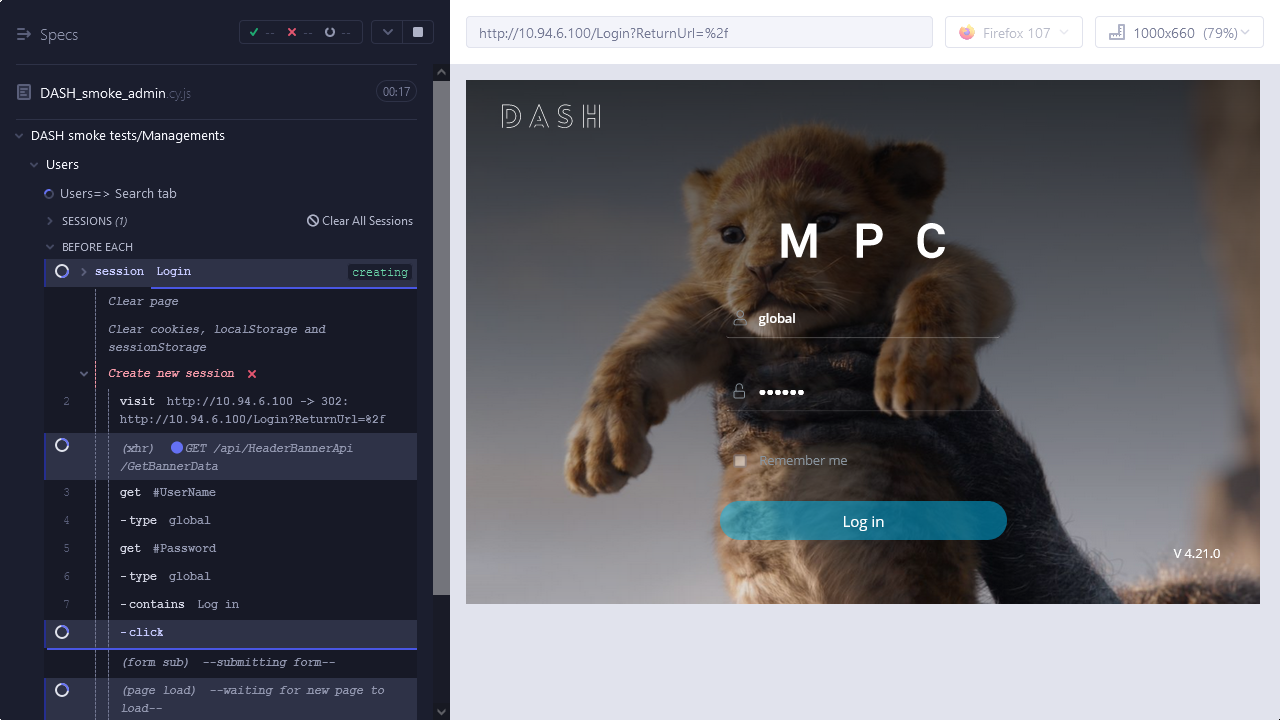 Specs
--
--
--
DASH_smoke_admin.cy.js
00:17
DASH smoke tests/Managements
Users
Users=> Search tab
SESSIONS (1)
Clear All Sessions
BEFORE EACH
session Login
creating
Clear page
Clear cookies, localStorage and
sessionStorage
Create new session
2 visit http://10.94.6.100 -> 302:
http://10.94.6.100/Login?ReturnUrl=%2f
(xhr) GET /api/HeaderBannerApi
/GetBannerData
3 get #UserName
4 -type global
5 get #Password
6 -type global
7 -contains Log in
-click
(form sub) --submitting form--
(page load) --waiting for new page to
load--
http://10.94.6.100/Login?ReturnUrl=%2f
Firefox 107
1000x660 (79%)
DASH
M P C
global
Remember me
Log in
V 4.21.0